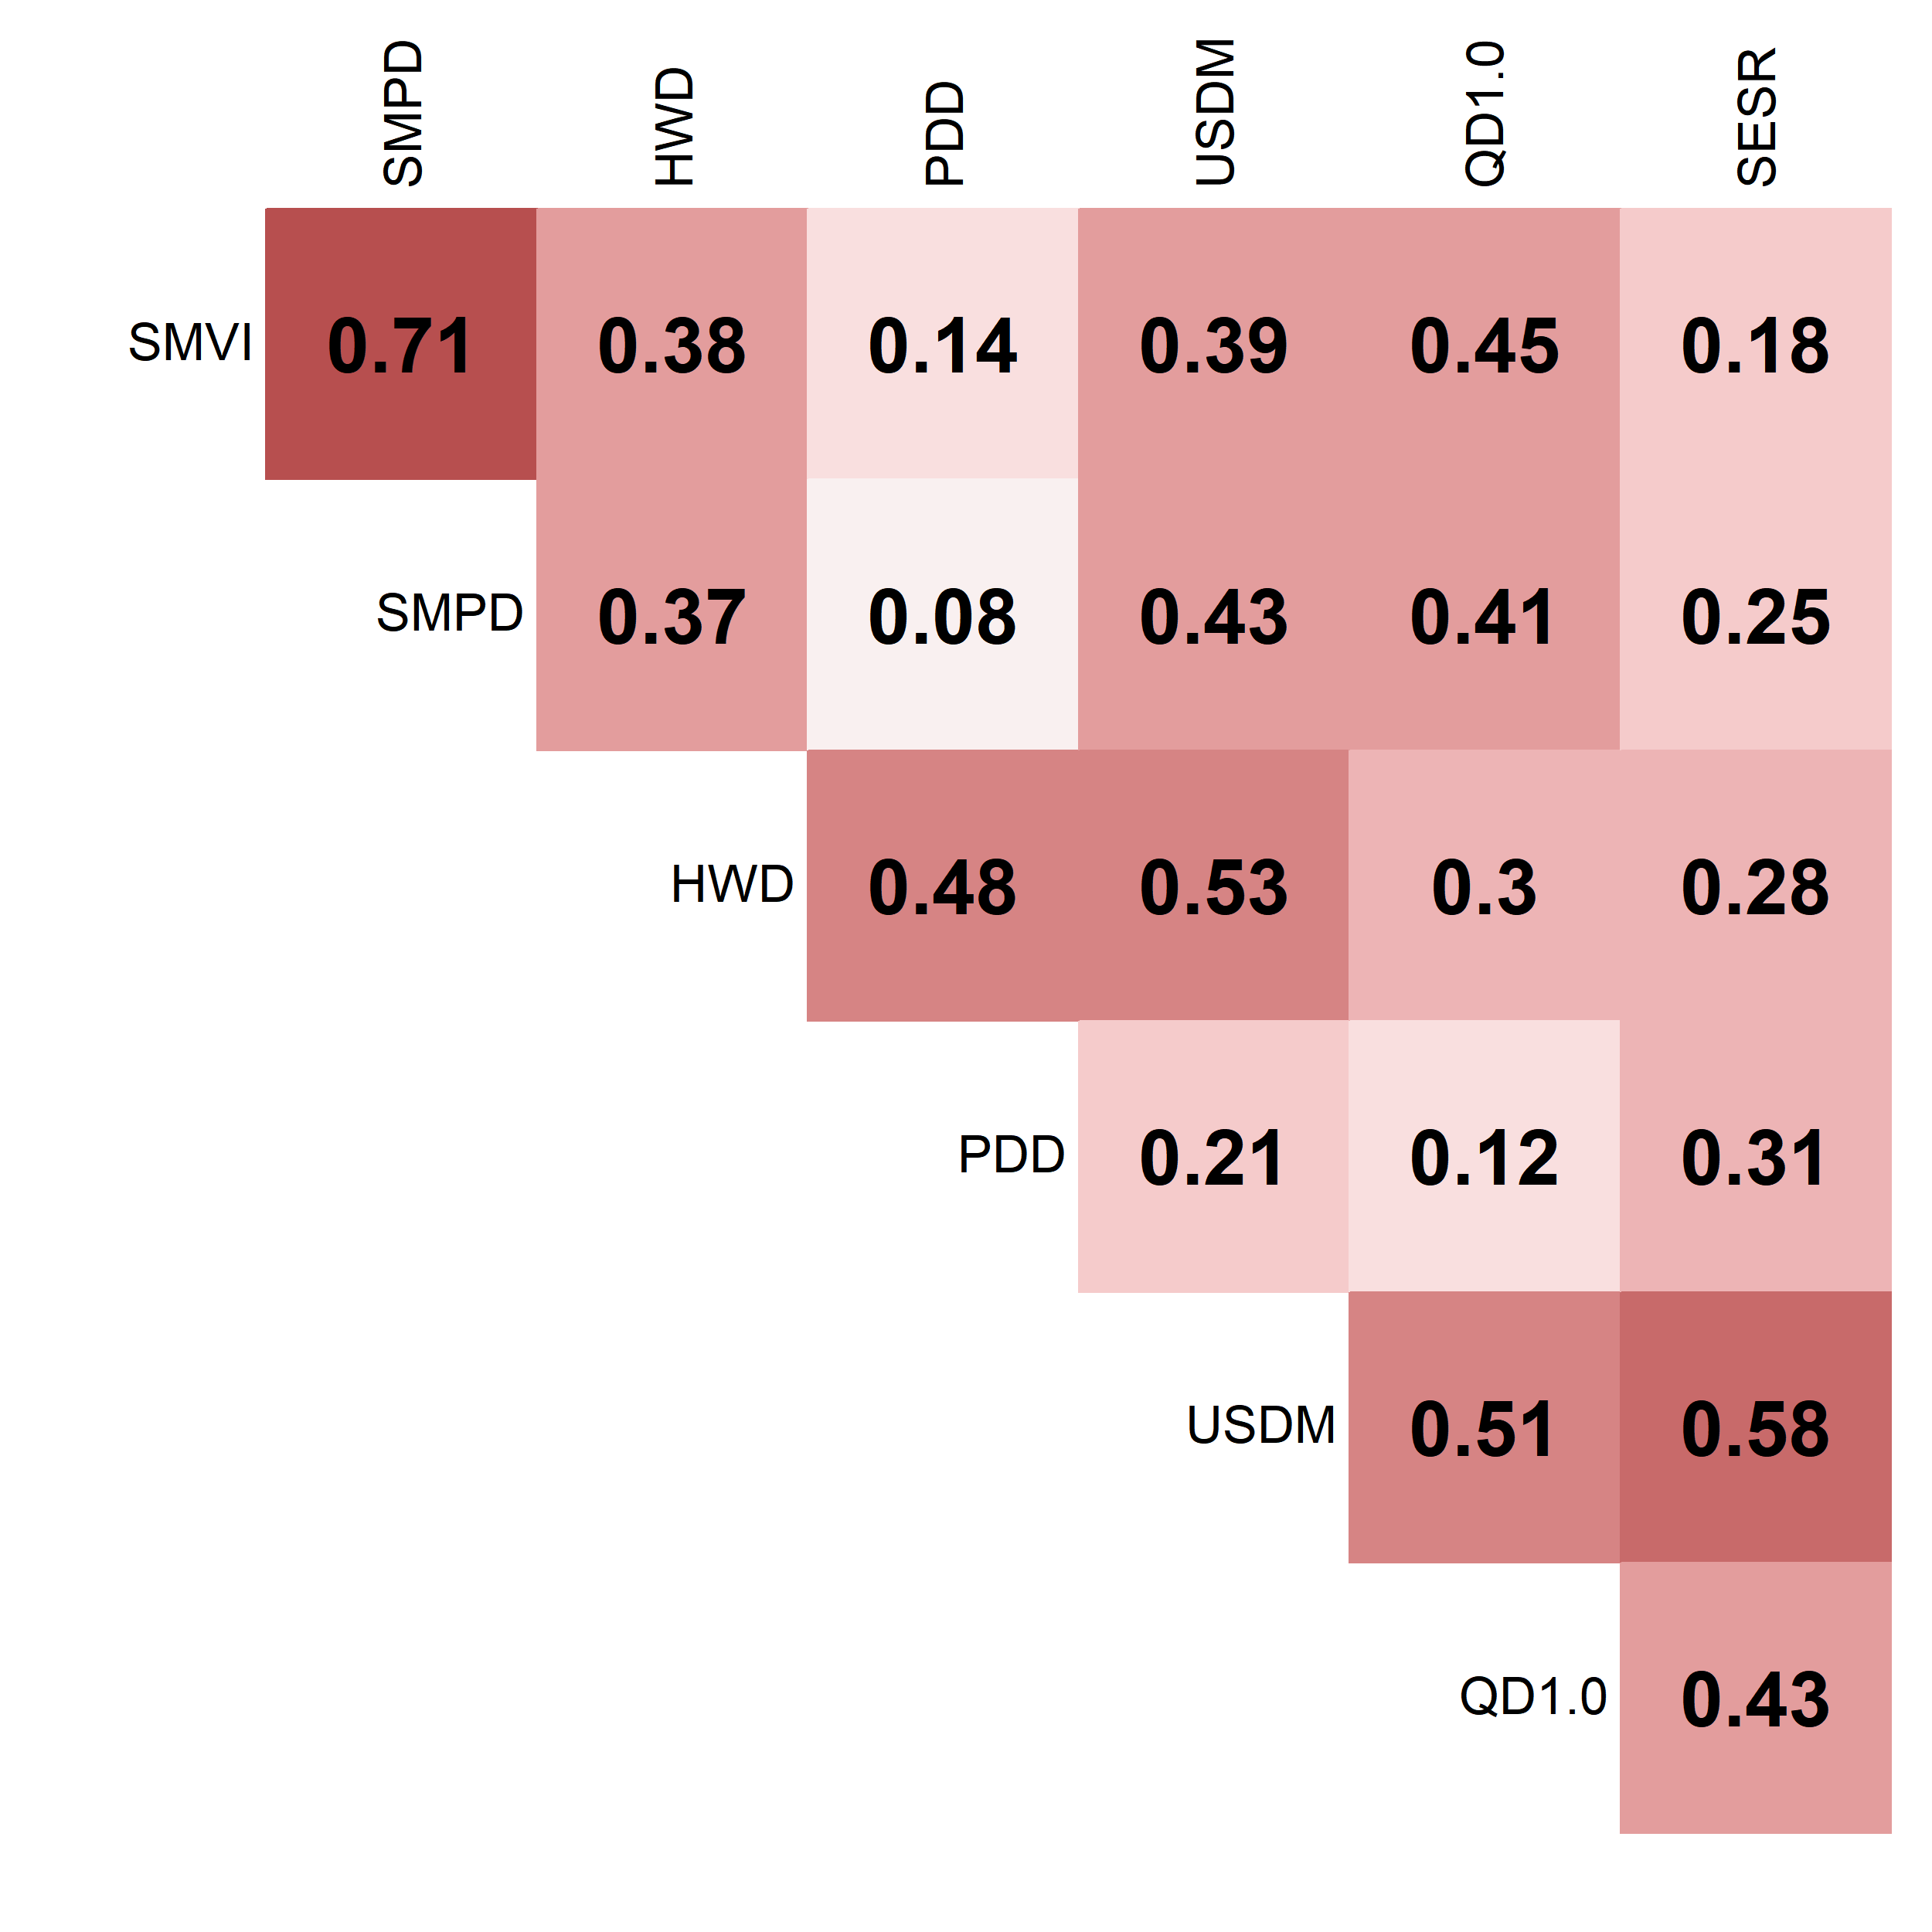 SMPD HWD PDD USDM QD1.0 SESR
SMVI 0.71 0.38 0.14 0.39 0.45 0.18
SMPD 0.37 0.08 0.43 0.41 0.25
HWD 0.48 0.53 0.3 0.28
PDD 0.21 0.12 0.31
USDM 0.51 0.58
QD1.0 0.43